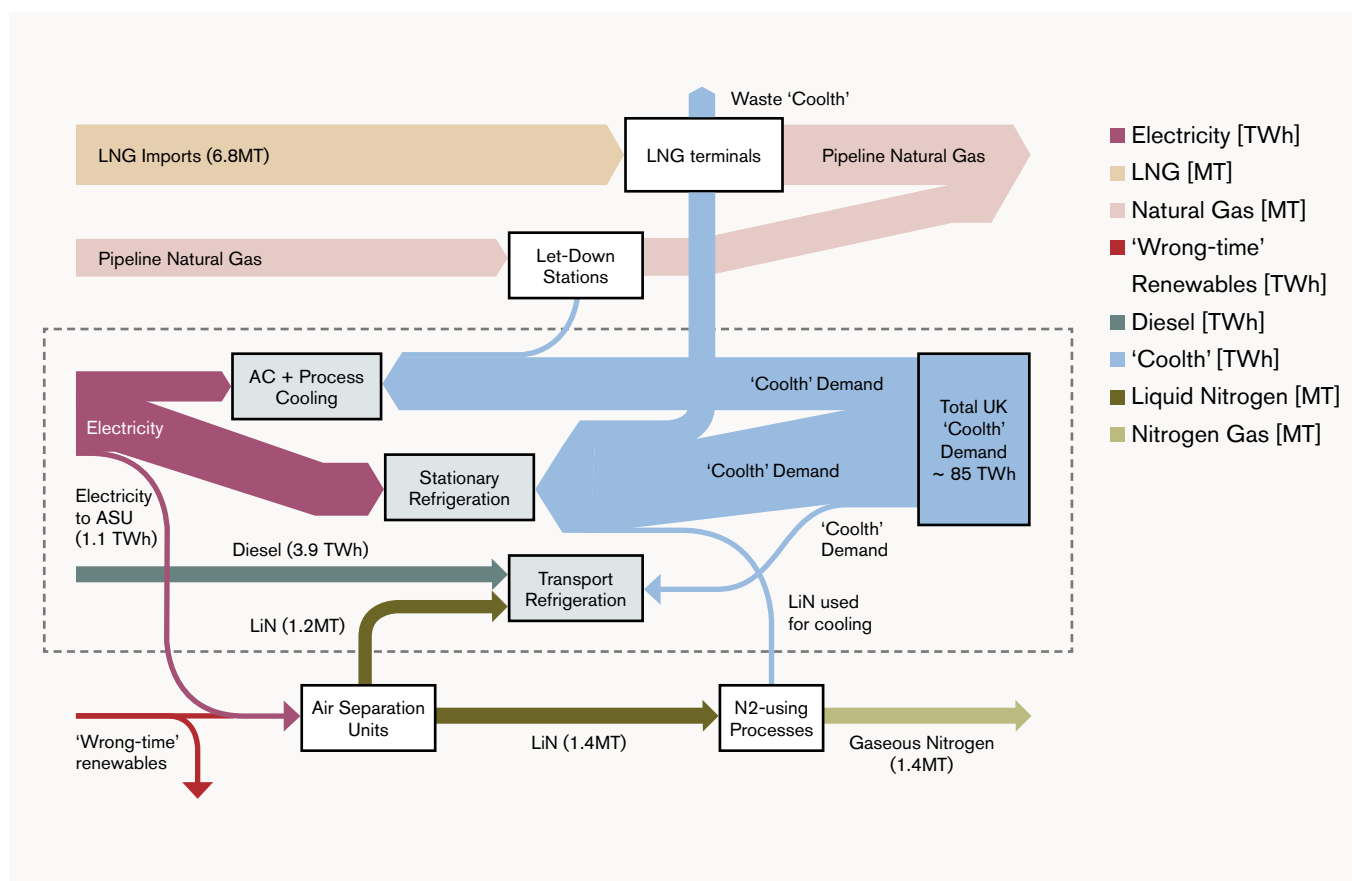 Waste ‘Coolth’
LNG Imports (6.8MT)
LNG terminals
Pipeline Natural Gas
Pipeline Natural Gas
Let-Down
Stations
AC + Process
Cooling
‘Coolth’ Demand
Total UK
‘Coolth’
Demand
~ 85 TWh
Electricity
Stationary
Refrigeration
‘Coolth’ Demand
Electricity
to ASU
(1.1 TWh)
‘Coolth’
Demand
Diesel (3.9 TWh)
Transport
Refrigeration
LiN (1.2MT)
LiN used
for cooling
Air Separation
Units
N2-using
Processes
‘Wrong-time’
renewables
LiN (1.4MT)
Gaseous Nitrogen
(1.4MT)
Electricity [TWh]
LNG [MT]
Natural Gas [MT]
‘Wrong-time’
Renewables [TWh]
Diesel [TWh]
‘Coolth’ [TWh]
Liquid Nitrogen [MT]
Nitrogen Gas [MT]